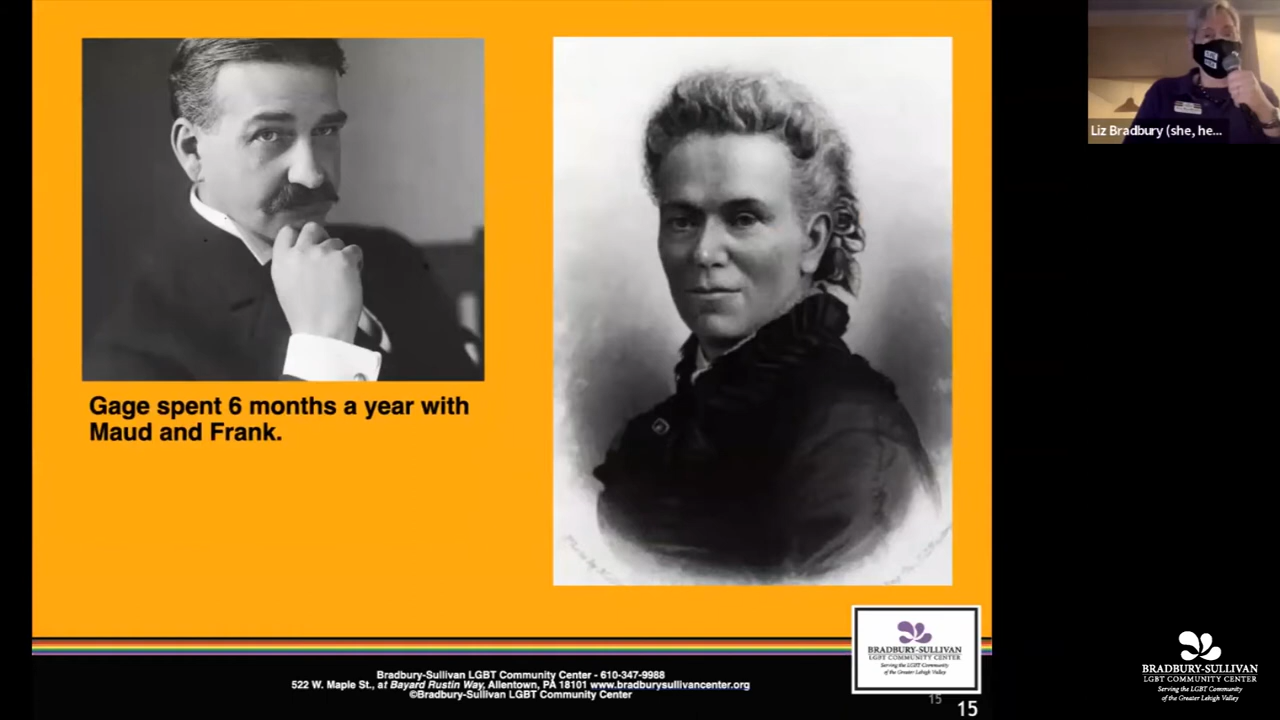 Liz Bradbury (she, he...
Gage spent 6 months a year with
Maud and Frank.
BRADBURY-SULLIVAN
LGBT COMMUNITY CENTER
Serving the LGBT Community
of the Greater Lehigh Valley
Bradbury-Sullivan LGBT Community Center - 610-347-9988
522 W. Maple St., at Bayard Rustin Way, Allentown, PA 18101 www.bradburysullivancenter.org
©Bradbury-Sullivan LGBT Community Center
15
15
BRADBURY-SULLIVAN
LGBT COMMUNITY CENTER
Serving the LGBT Community
of the Greater Lehigh Valley